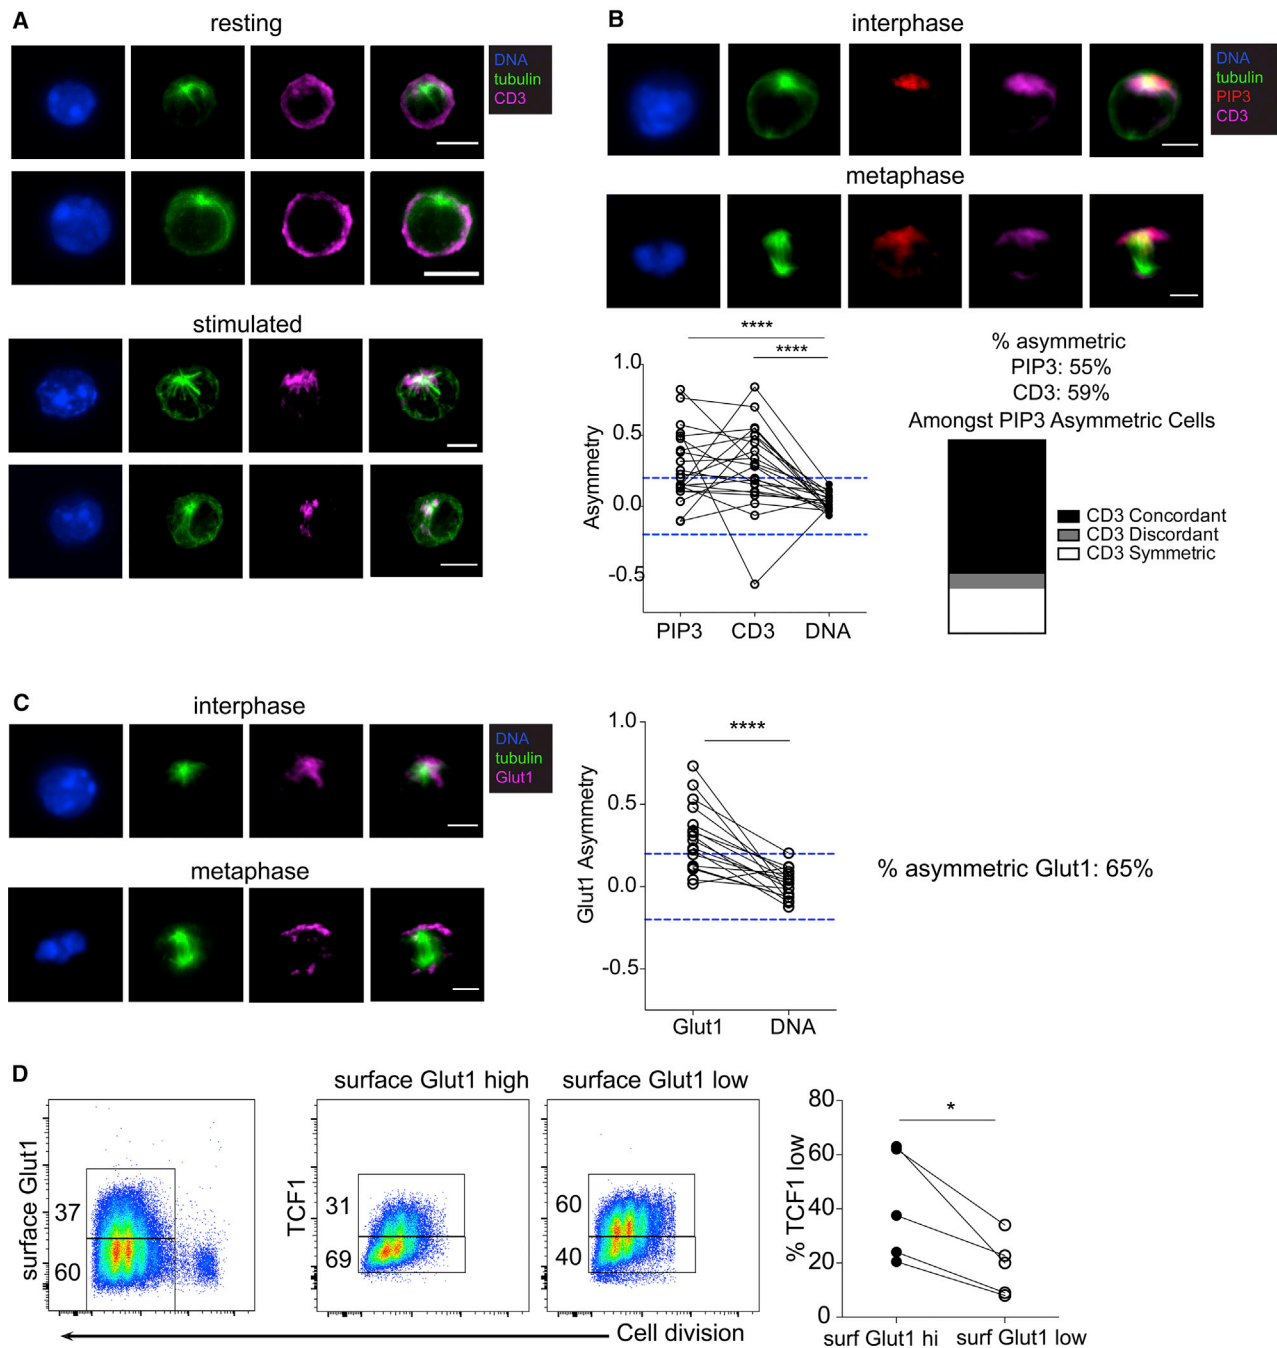 A
resting
DNA
tubulin
CD3
stimulated
B
interphase
DNA
tubulin
PIP3
CD3
metaphase
****
****
1.0
0.5
0.0
-0.5
Asymmetry
PIP3 CD3 DNA
% asymmetric
PIP3: 55%
CD3: 59%
Amongst PIP3 Asymmetric Cells
CD3 Concordant
CD3 Discordant
CD3 Symmetric
C
interphase
DNA
tubulin
Glut1
metaphase
****
1.0
0.5
0.0
-0.5
Glut1 Asymmetry
Glut1 DNA
% asymmetric Glut1: 65%
D
surface Glut1
37
60
surface Glut1 high
TCF1
31
69
surface Glut1 low
60
40
Cell division
*
80
60
40
20
0
% TCF1 low
surf Glut1 hi surf Glut1 low